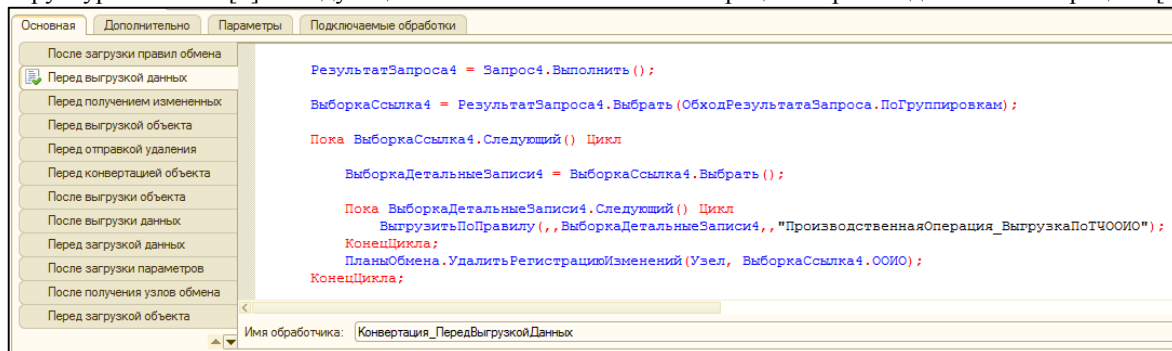 Основная Дополнительно Параметры Подключаемые обработки
После загрузки правил обмена
Перед выгрузкой данных
Перед получением измененных
Перед выгрузкой объекта
Перед отправкой удаления
Перед конвертацией объекта
После выгрузки объекта
После выгрузки данных
Перед загрузкой данных
После загрузки параметров
После получения узлов обмена
Перед загрузкой объекта
РезультатЗапроса4 = Запрос4.Выполнить();
ВыборкаСсылка4 = РезультатЗапроса4.Выбрать(ОбходРезультатаЗапроса.ПоГруппировкам);
Пока ВыборкаСсылка4.Следующий() Цикл
ВыборкаДетальныеЗаписи4 = ВыборкаСсылка4.Выбрать();
Пока ВыборкаДетальныеЗаписи4.Следующий() Цикл
ВыгрузитьПоПравилу(,,ВыборкаДетальныеЗаписи4,,"ПроизводственнаяОперация_ВыгрузкаПоТЧООИО");
КонецЦикла;
ПланыОбмена.УдалитьРегистрациюИзменений(Узел, ВыборкаСсылка4.ООИО);
КонецЦикла;
Имя обработчика: Конвертация_ПередВыгрузкойДанных